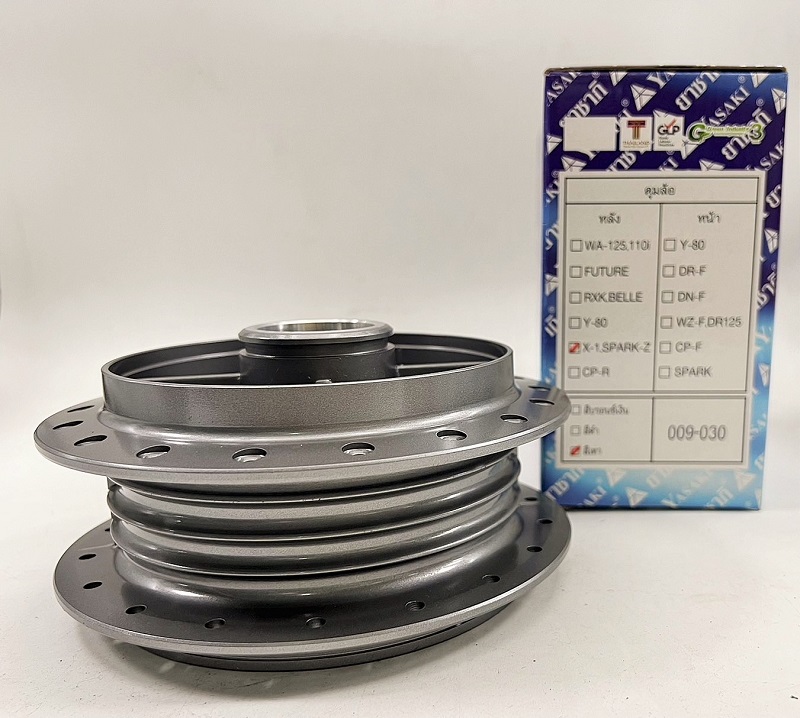 YASAKI
ยาซากิ
T
THAILAND
GLP
Green Industry 3
ดุมล้อ
หลัง
หน้า
WA-125,110i
Y-80
FUTURE
DR-F
RXK,BELLE
DN-F
Y-80
WZ-F,DR125
X-1,SPARK-Z
CP-F
CP-R
SPARK
สีบรอนซ์เงิน
สีดำ
009-030
สีเทา
YASAKI